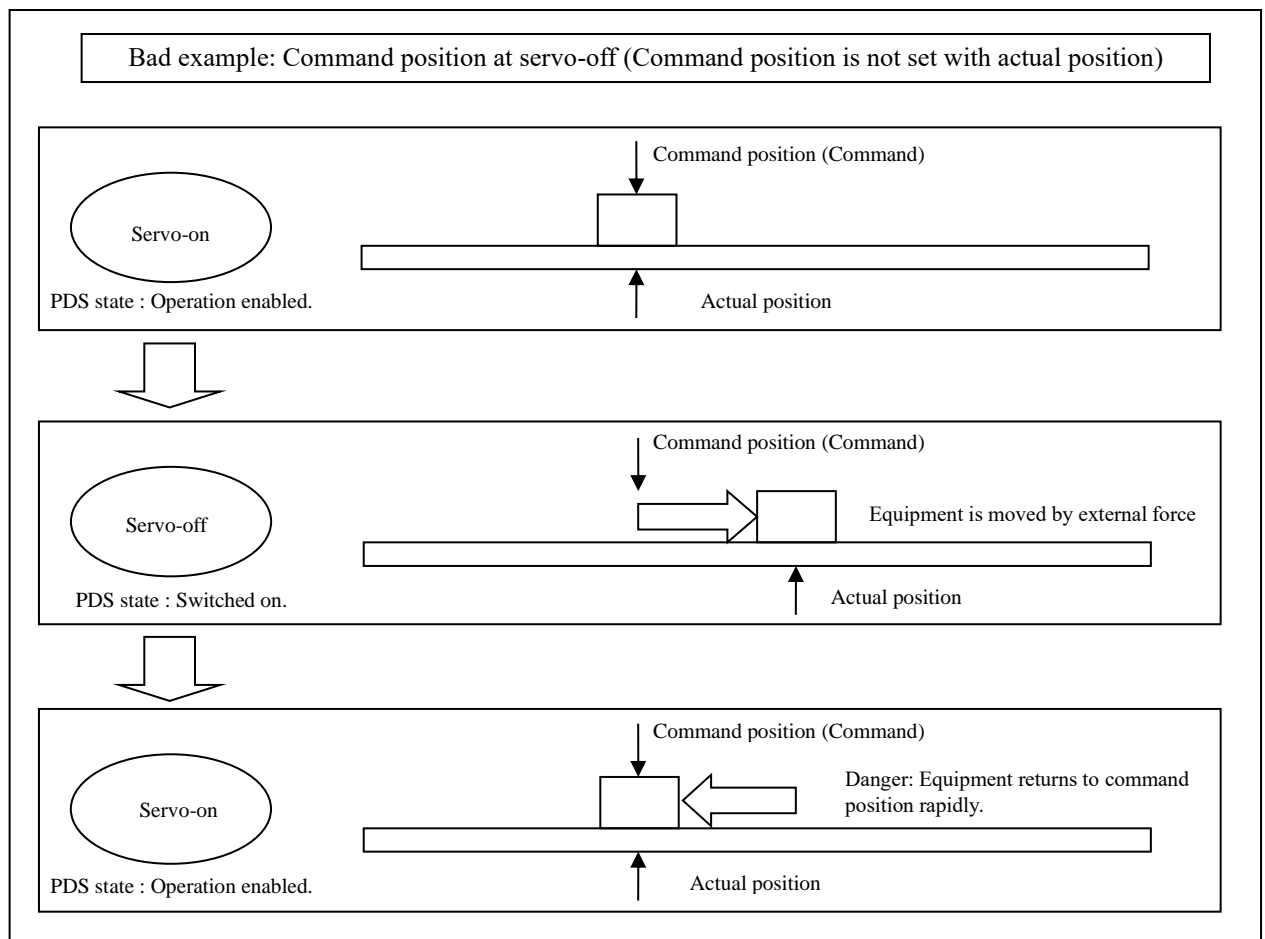 Bad example: Command position at servo-off (Command position is not set with actual position)
Command position (Command)
Servo-on
PDS state : Operation enabled.
Actual position
Command position (Command)
Servo-off
Equipment is moved by external force
PDS state : Switched on.
Actual position
Command position (Command)
Servo-on
Danger: Equipment returns to command
position rapidly.
PDS state : Operation enabled.
Actual position